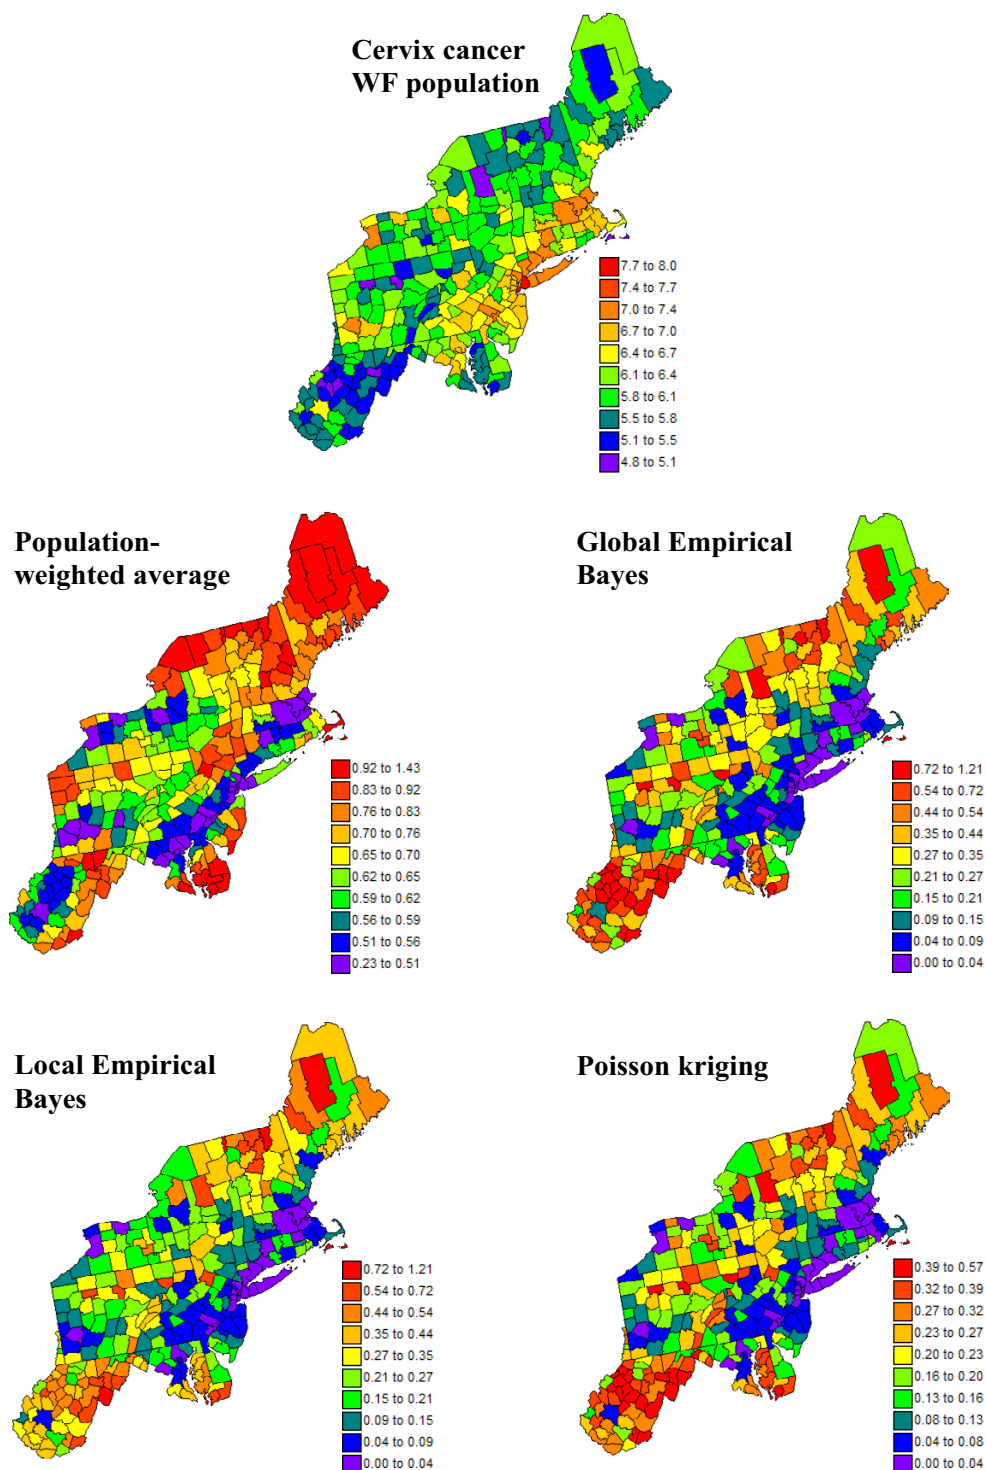 Cervix cancer
WF population
7.7 to 8.0
7.4 to 7.7
7.0 to 7.4
6.7 to 7.0
6.4 to 6.7
6.1 to 6.4
5.8 to 6.1
5.5 to 5.8
5.1 to 5.5
4.8 to 5.1
Population-
weighted average
0.92 to 1.43
0.83 to 0.92
0.76 to 0.83
0.70 to 0.76
0.65 to 0.70
0.62 to 0.65
0.59 to 0.62
0.56 to 0.59
0.51 to 0.56
0.23 to 0.51
Global Empirical
Bayes
0.72 to 1.21
0.54 to 0.72
0.44 to 0.54
0.35 to 0.44
0.27 to 0.35
0.21 to 0.27
0.15 to 0.21
0.09 to 0.15
0.04 to 0.09
0.00 to 0.04
Local Empirical
Bayes
0.72 to 1.21
0.54 to 0.72
0.44 to 0.54
0.35 to 0.44
0.27 to 0.35
0.21 to 0.27
0.15 to 0.21
0.09 to 0.15
0.04 to 0.09
0.00 to 0.04
Poisson kriging
0.39 to 0.57
0.32 to 0.39
0.27 to 0.32
0.23 to 0.27
0.20 to 0.23
0.16 to 0.20
0.13 to 0.16
0.08 to 0.13
0.04 to 0.08
0.00 to 0.04